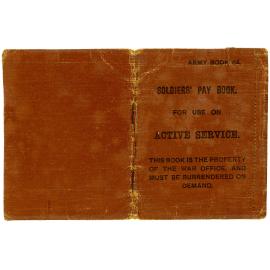 ARMY BOOK 64.
SOLDIERS' PAY BOOK.
FOR USE ON
ACTIVE SERVICE.
THIS BOOK IS THE PROPERTY
OF THE WAR OFFICE, AND
MUST BE SURRENDERED ON
DEMAND.